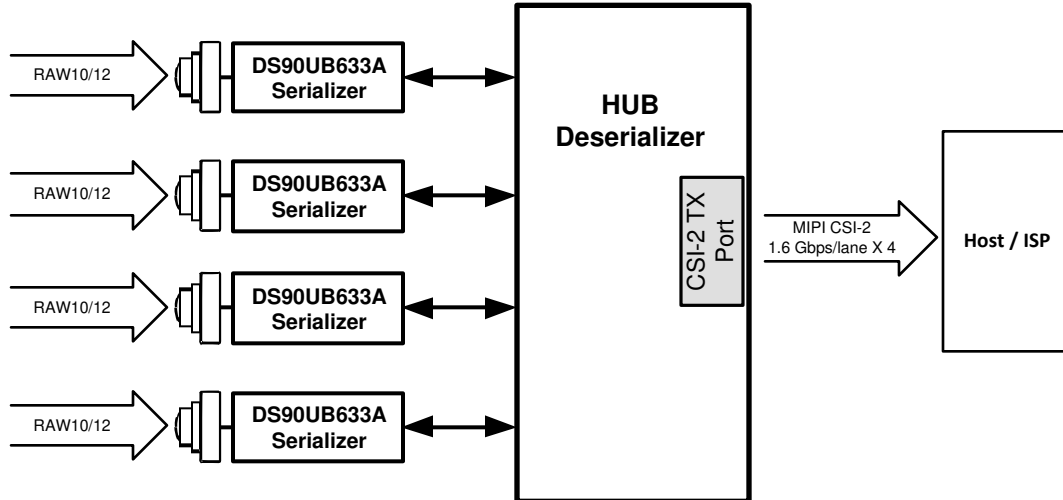 RAW10/12
DS90UB633A
Serializer
RAW10/12
DS90UB633A
Serializer
RAW10/12
DS90UB633A
Serializer
RAW10/12
DS90UB633A
Serializer
HUB
Deserializer
CSI-2 TX
Port
MIPI CSI-2
1.6 Gbps/lane X 4
Host / ISP